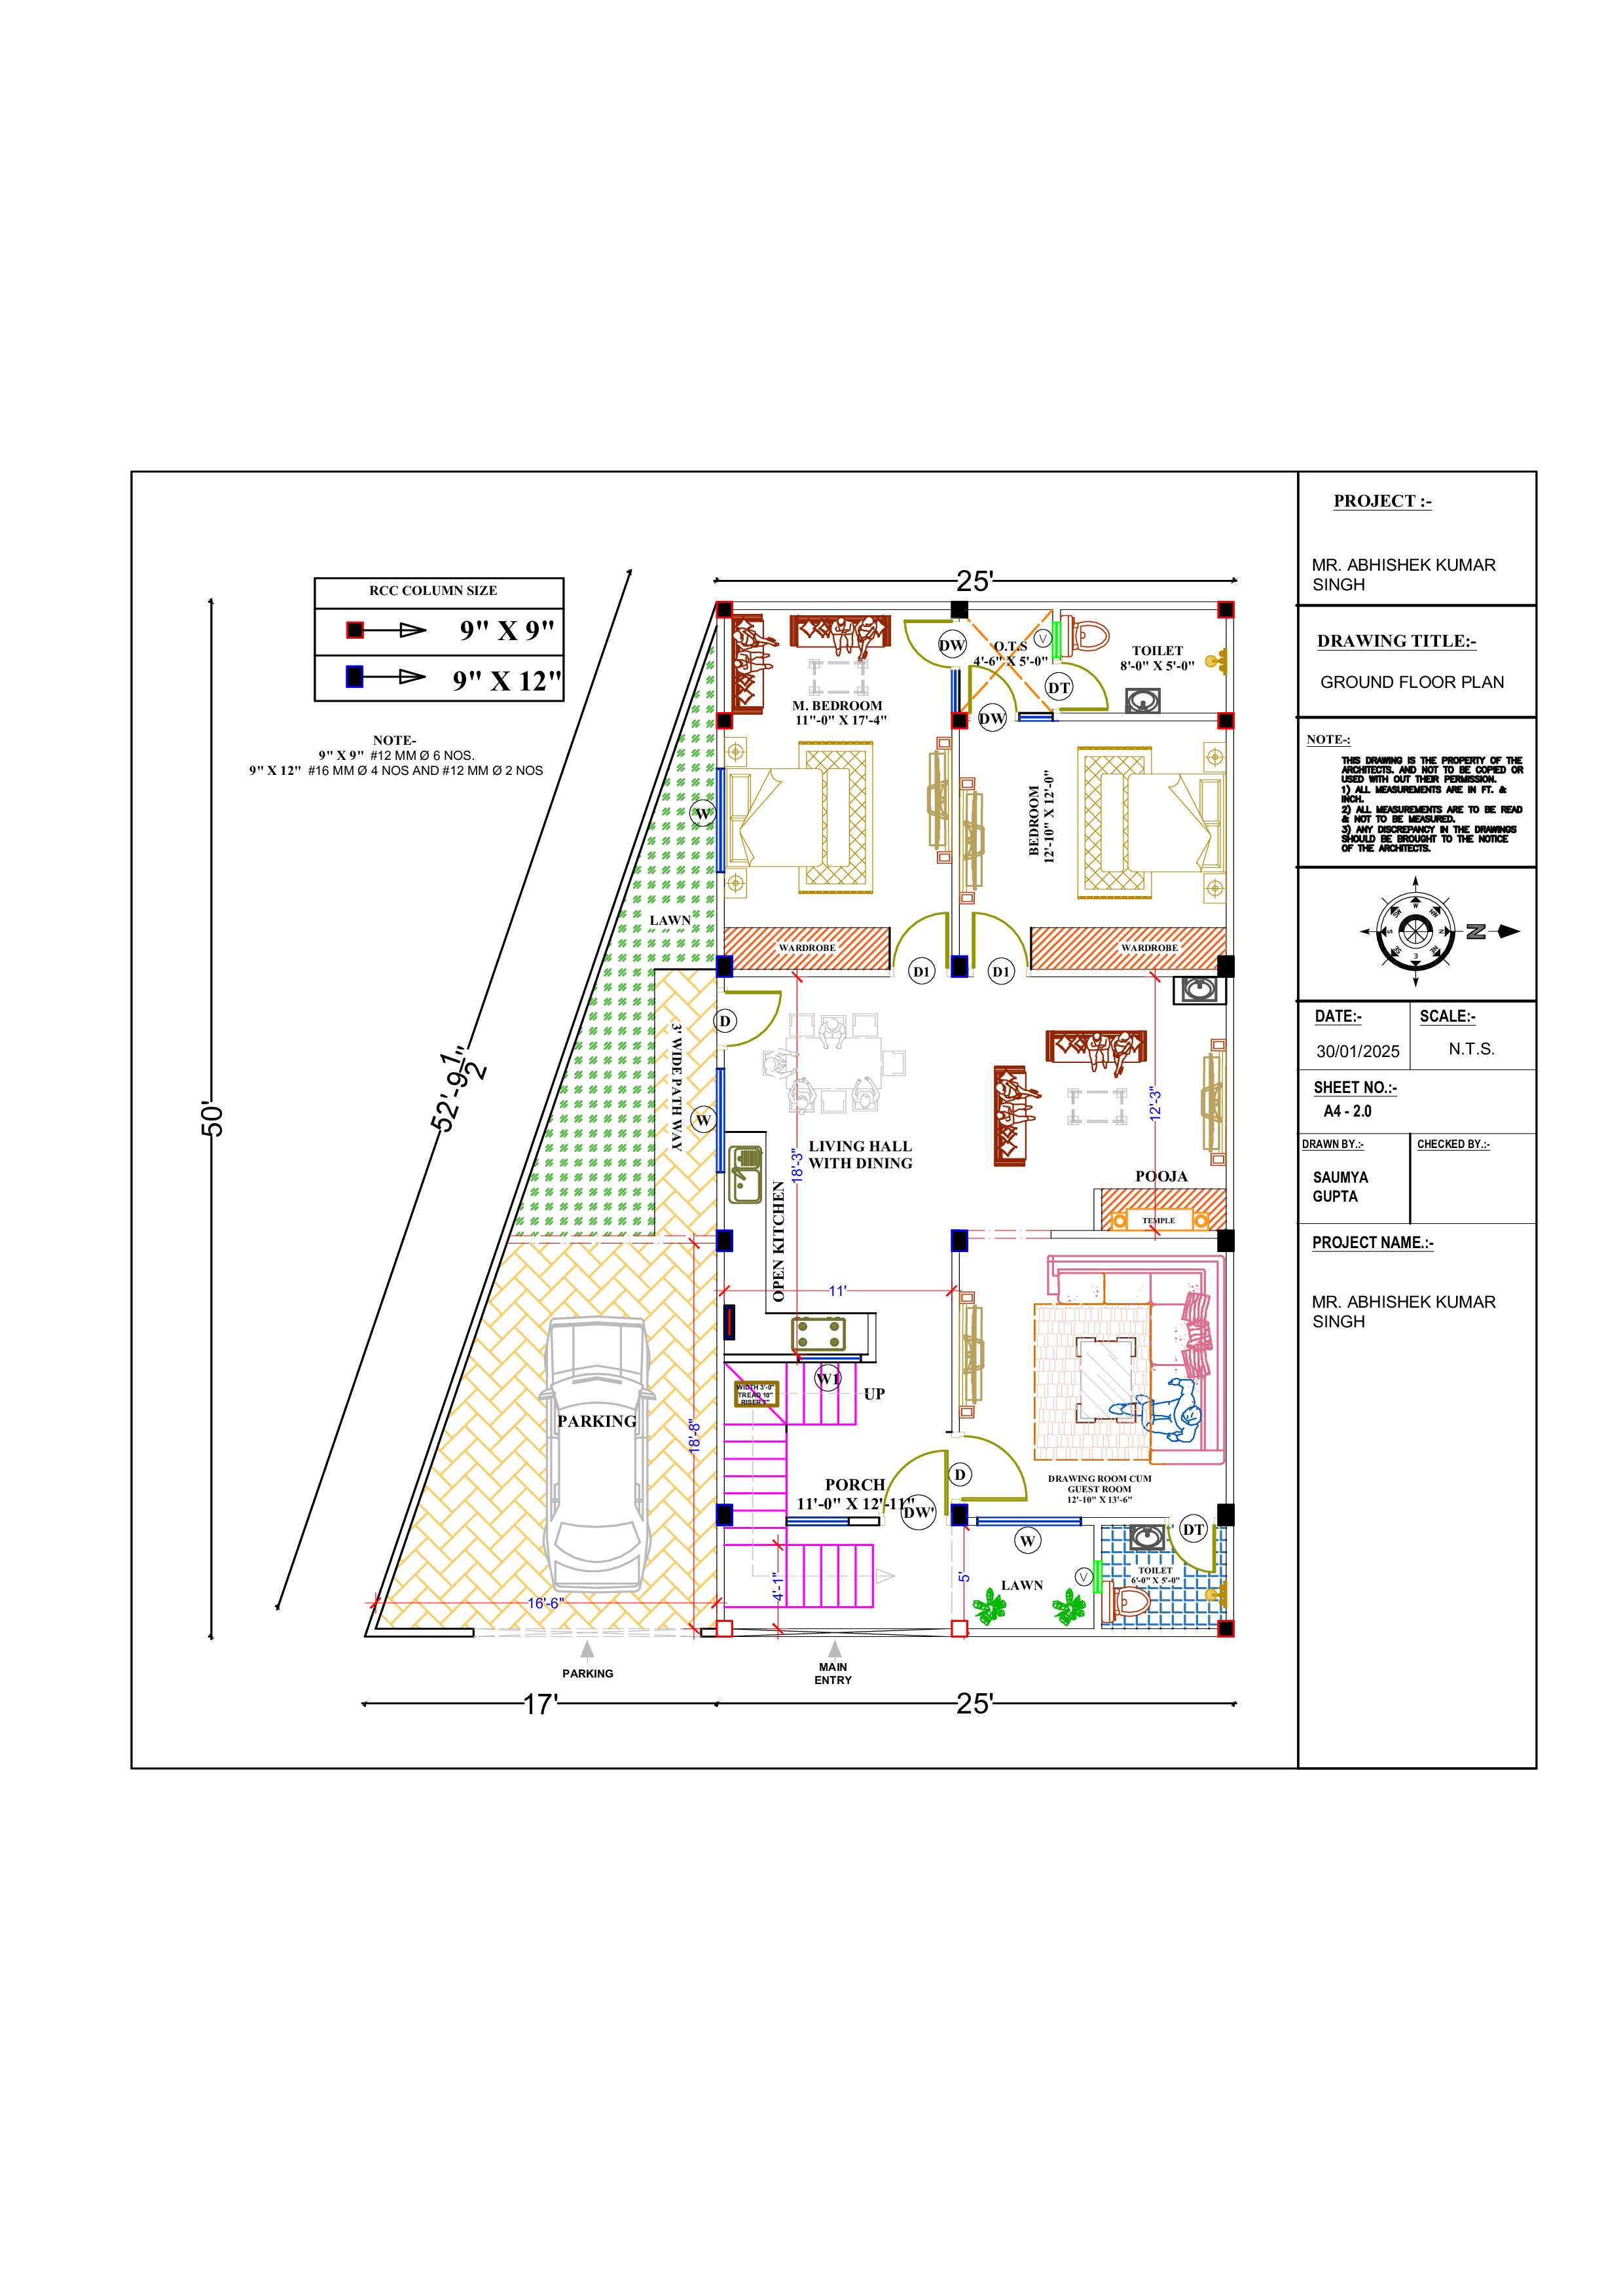 PROJECT :-
MR. ABHISHEK KUMAR
SINGH
DRAWING TITLE:-
GROUND FLOOR PLAN
NOTE-:
THIS DRAWING IS THE PROPERTY OF THE
ARCHITECTS. AND NOT TO BE COPIED OR
USED WITH OUT THEIR PERMISSION.
1) ALL MEASUREMENTS ARE IN FT. &
INCH.
2) ALL MEASUREMENTS ARE TO BE READ
& NOT TO BE MEASURED.
3) ANY DISCREPANCY IN THE DRAWINGS
SHOULD BE BROUGHT TO THE NOTICE
OF THE ARCHITECTS.
W
NW
N
NE
E
SE
S
SW
N
DATE:-
30/01/2025
SCALE:-
N.T.S.
SHEET NO.:-
A4 - 2.0
DRAWN BY.:-
SAUMYA
GUPTA
CHECKED BY.:-
PROJECT NAME.:-
MR. ABHISHEK KUMAR
SINGH
RCC COLUMN SIZE
9" X 9"
9" X 12"
NOTE-
9" X 9" #12 MM Ø 6 NOS.
9" X 12" #16 MM Ø 4 NOS AND #12 MM Ø 2 NOS
25'
50'
52'-9 1/2"
DW
O.T.S
4'-6" X 5'-0"
V
TOILET
8'-0" X 5'-0"
DT
DW
M. BEDROOM
11"-0" X 17'-4"
BEDROOM
12'-10" X 12'-0"
W
LAWN
WARDROBE
WARDROBE
D1
D1
D
3' WIDE PATH WAY
W
LIVING HALL
WITH DINING
18'-3"
12'-3"
POOJA
TEMPLE
OPEN KITCHEN
11'
W1
UP
WIDTH 3'-0"
TREAD 10"
RISER 7"
PARKING
18'-8"
PORCH
11'-0" X 12'-11"
DW'
D
DRAWING ROOM CUM
GUEST ROOM
12'-10" X 13'-6"
W
DT
TOILET
6'-0" X 5'-0"
V
LAWN
5'
4'-1"
16'-6"
PARKING
MAIN
ENTRY
17'
25'